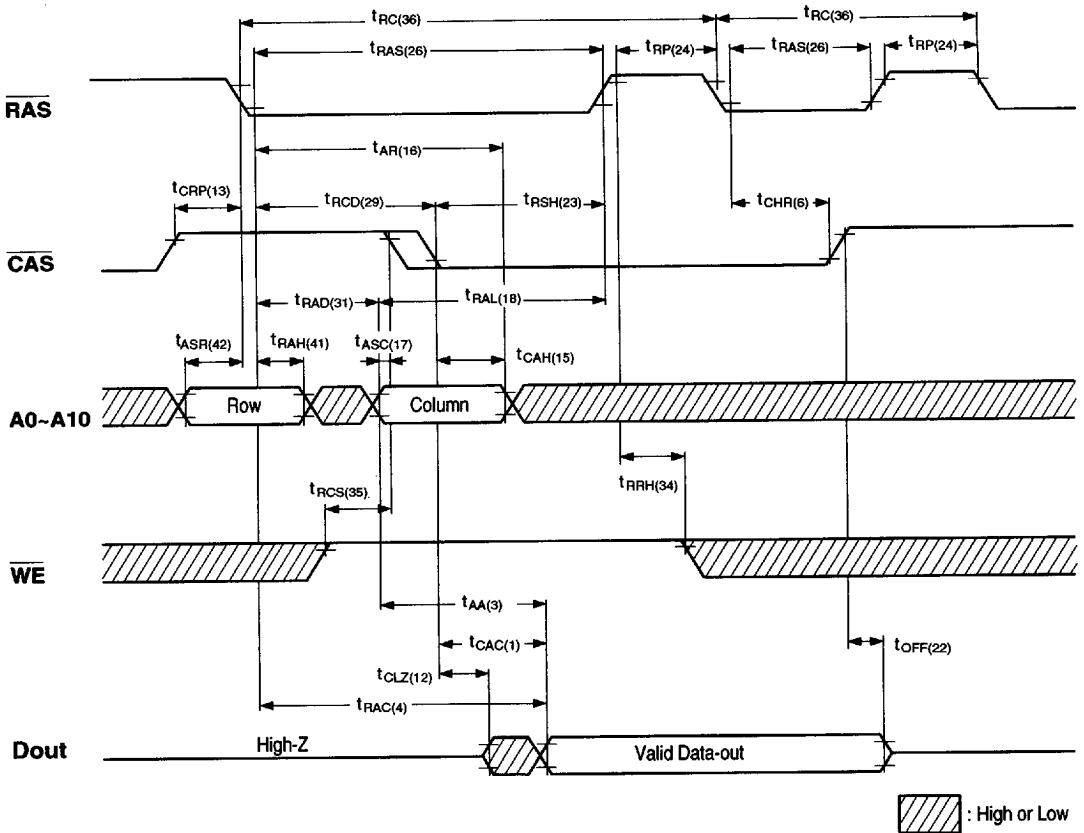 tRC(36) tRC(36)
tRAS(26) tRP(24) tRAS(26) tRP(24)
RAS
tAR(16)
tCRP(13) tRCD(29) tRSH(23) tCHR(6)
CAS
tRAD(31) tRAL(18)
tASR(42) tRAH(41) tASC(17) tCAH(15)
A0~A10 Row Column
tRCS(35) tRRH(34)
WE
tAA(3)
tCAC(1) tOFF(22)
tCLZ(12)
tRAC(4)
Dout High-Z Valid Data-out
: High or Low